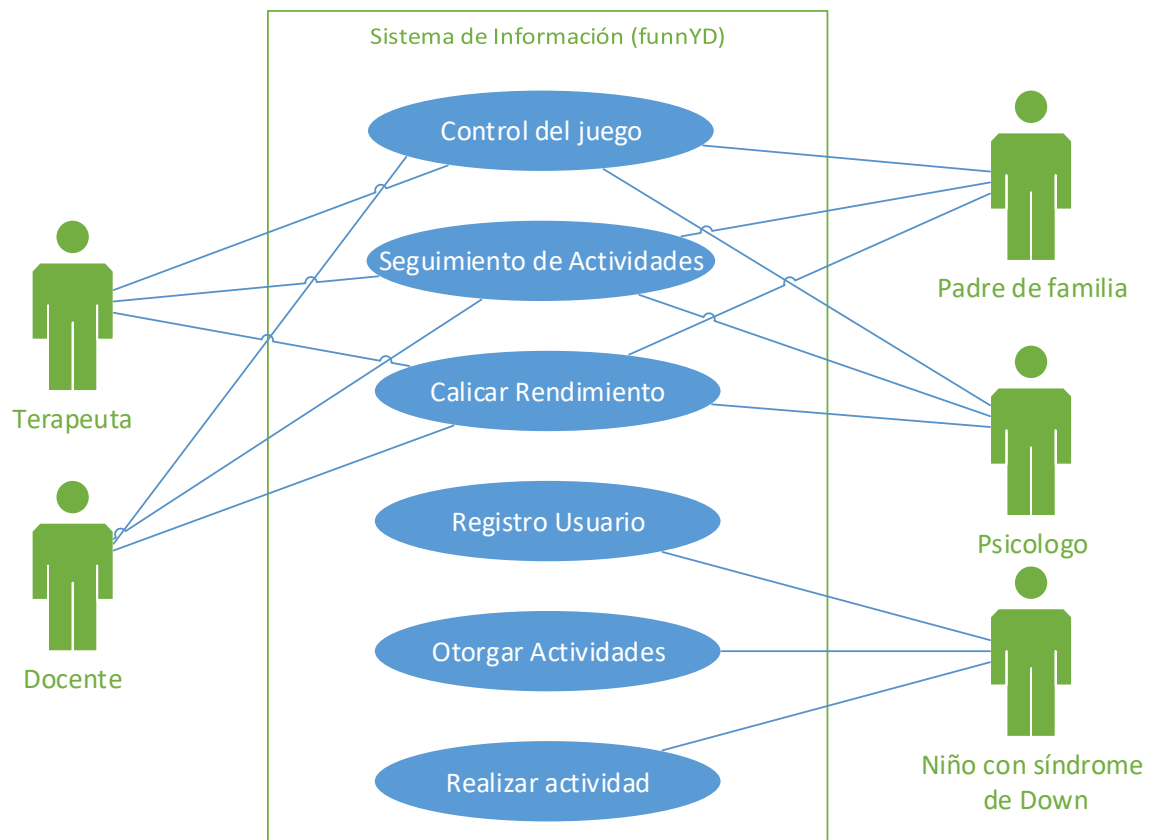 Sistema de Información (funnYD)
Control del juego
Seguimiento de Actividades
Padre de familia
Calicar Rendimiento
Terapeuta
Registro Usuario
Psicologo
Otorgar Actividades
Docente
Realizar actividad
Niño con síndrome
de Down